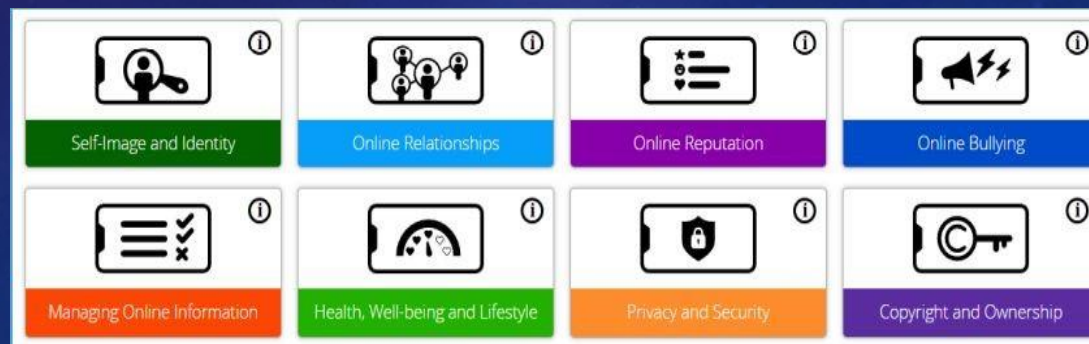 Self-Image and Identity
Online Relationships
Online Reputation
Online Bullying
Managing Online Information
Health, Well-being and Lifestyle
Privacy and Security
Copyright and Ownership